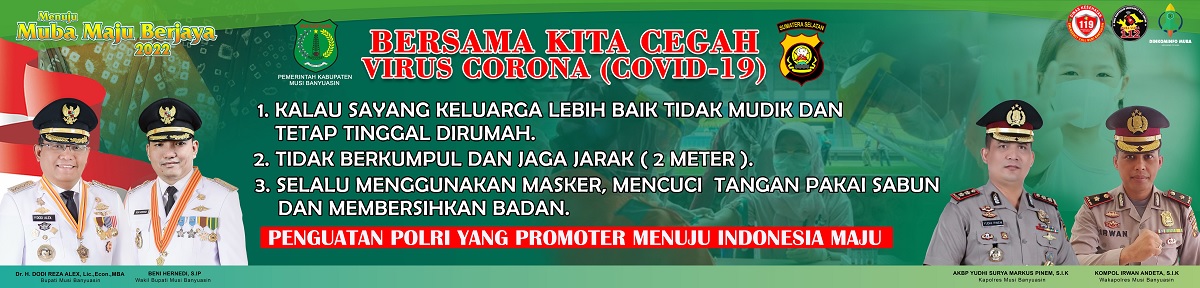 Menuju
Muba Maju Berjaya
2022
PEMERINTAH KABUPATEN
MUSI BANYUASIN
BERSAMA KITA CEGAH
VIRUS CORONA (COVID-19)
SUMATERA SELATAN
119
112
DINKOMINFO MUBA
1. KALAU SAYANG KELUARGA LEBIH BAIK TIDAK MUDIK DAN
TETAP TINGGAL DIRUMAH.
2. TIDAK BERKUMPUL DAN JAGA JARAK ( 2 METER ).
3. SELALU MENGGUNAKAN MASKER, MENCUCI TANGAN PAKAI SABUN
DAN MEMBERSIHKAN BADAN.
PENGUATAN POLRI YANG PROMOTER MENUJU INDONESIA MAJU
Dr. H. DODI REZA ALEX, Lic.,Econ.,MBA
Bupati Musi Banyuasin
BENI HERNEDI, S.IP
Wakil Bupati Musi Banyuasin
IRWAN
AKBP YUDHI SURYA MARKUS PINEM, S.I.K
Kapolres Musi Banyuasin
KOMPOL IRWAN ANDETA, S.I.K
Wakapolres Musi Banyuasin